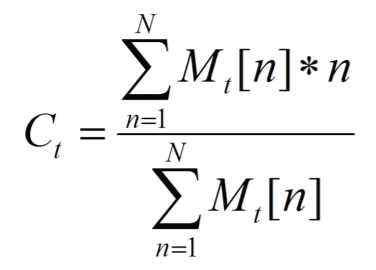 C_t = \frac{\sum_{n=1}^{N} M_t[n] * n}{\sum_{n=1}^{N} M_t[n]}